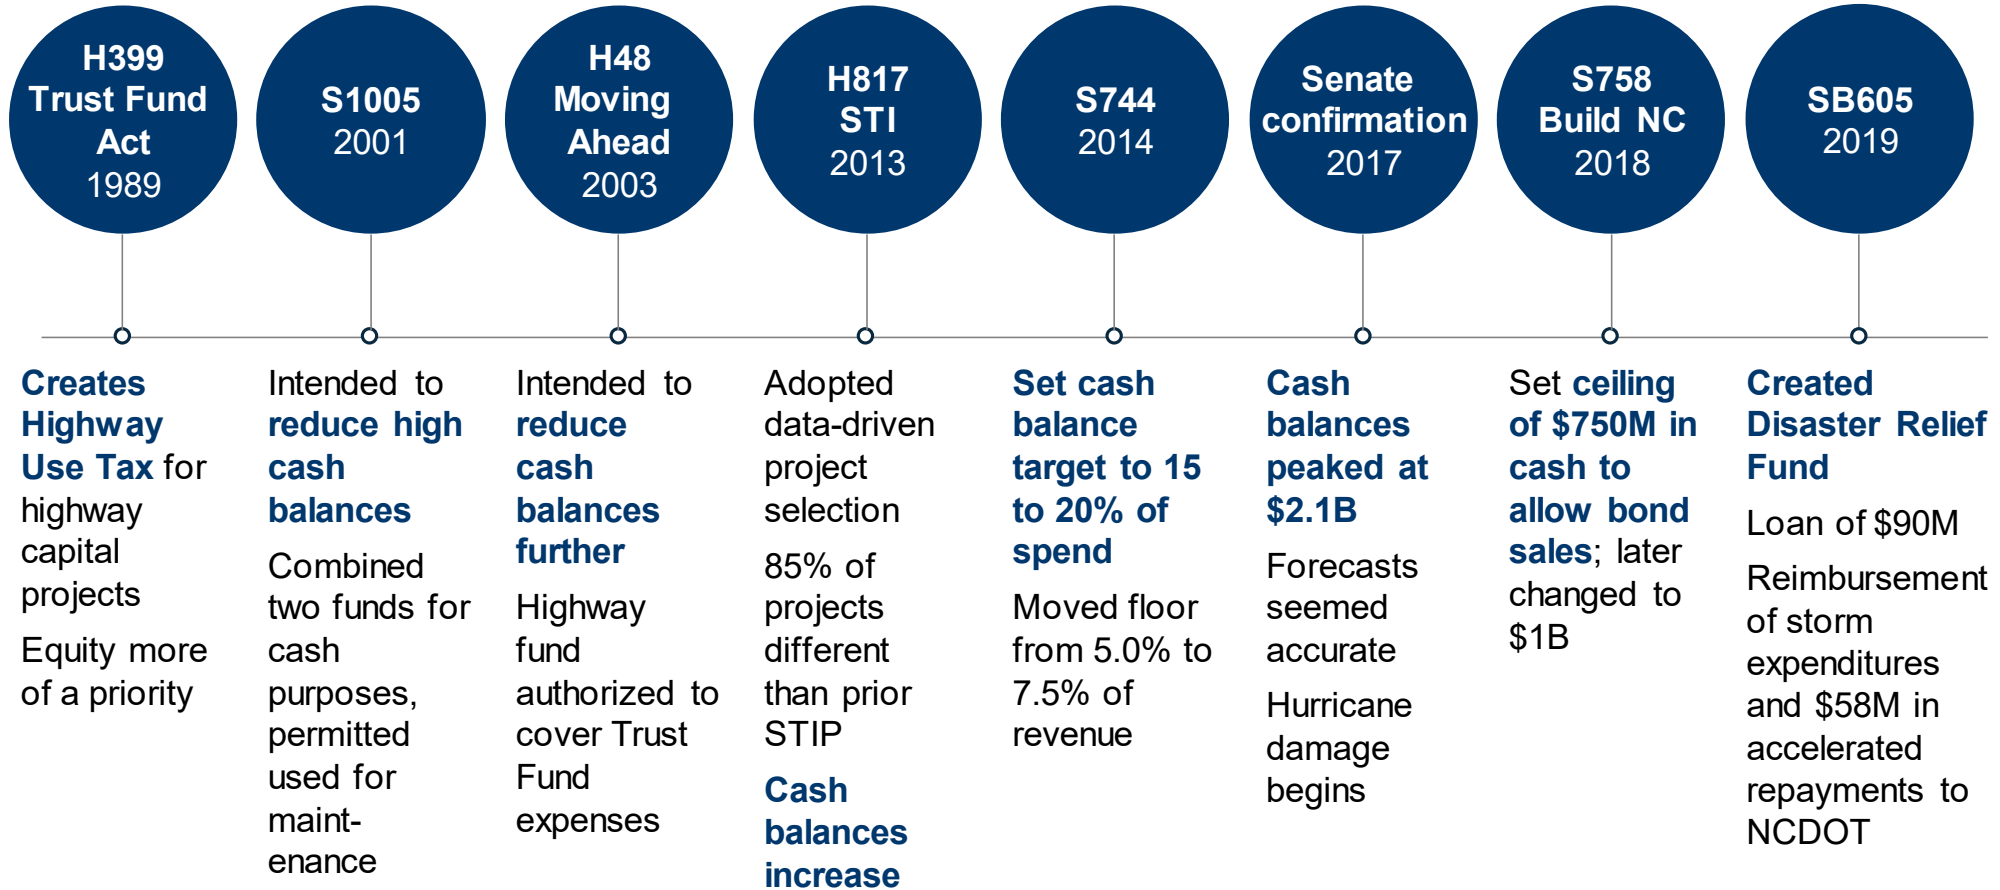 H399
Trust Fund
Act
1989
S1005
2001
H48
Moving
Ahead
2003
H817
STI
2013
S744
2014
Senate
confirmation
2017
S758
Build NC
2018
SB605
2019
Creates
Highway
Use Tax for
highway
capital
projects
Equity more
of a priority
Intended to
reduce high
cash
balances
Combined
two funds for
cash
purposes,
permitted
used for
maint-
enance
Intended to
reduce
cash
balances
further
Highway
fund
authorized to
cover Trust
Fund
expenses
Adopted
data-driven
project
selection
85% of
projects
different
than prior
STIP
Cash
balances
increase
Set cash
balance
target to 15
to 20% of
spend
Moved floor
from 5.0% to
7.5% of
revenue
Cash
balances
peaked at
$2.1B
Forecasts
seemed
accurate
Hurricane
damage
begins
Set ceiling
of $750M in
cash to
allow bond
sales; later
changed to
$1B
Created
Disaster Relief
Fund
Loan of $90M
Reimbursement
of storm
expenditures
and $58M in
accelerated
repayments to
NCDOT